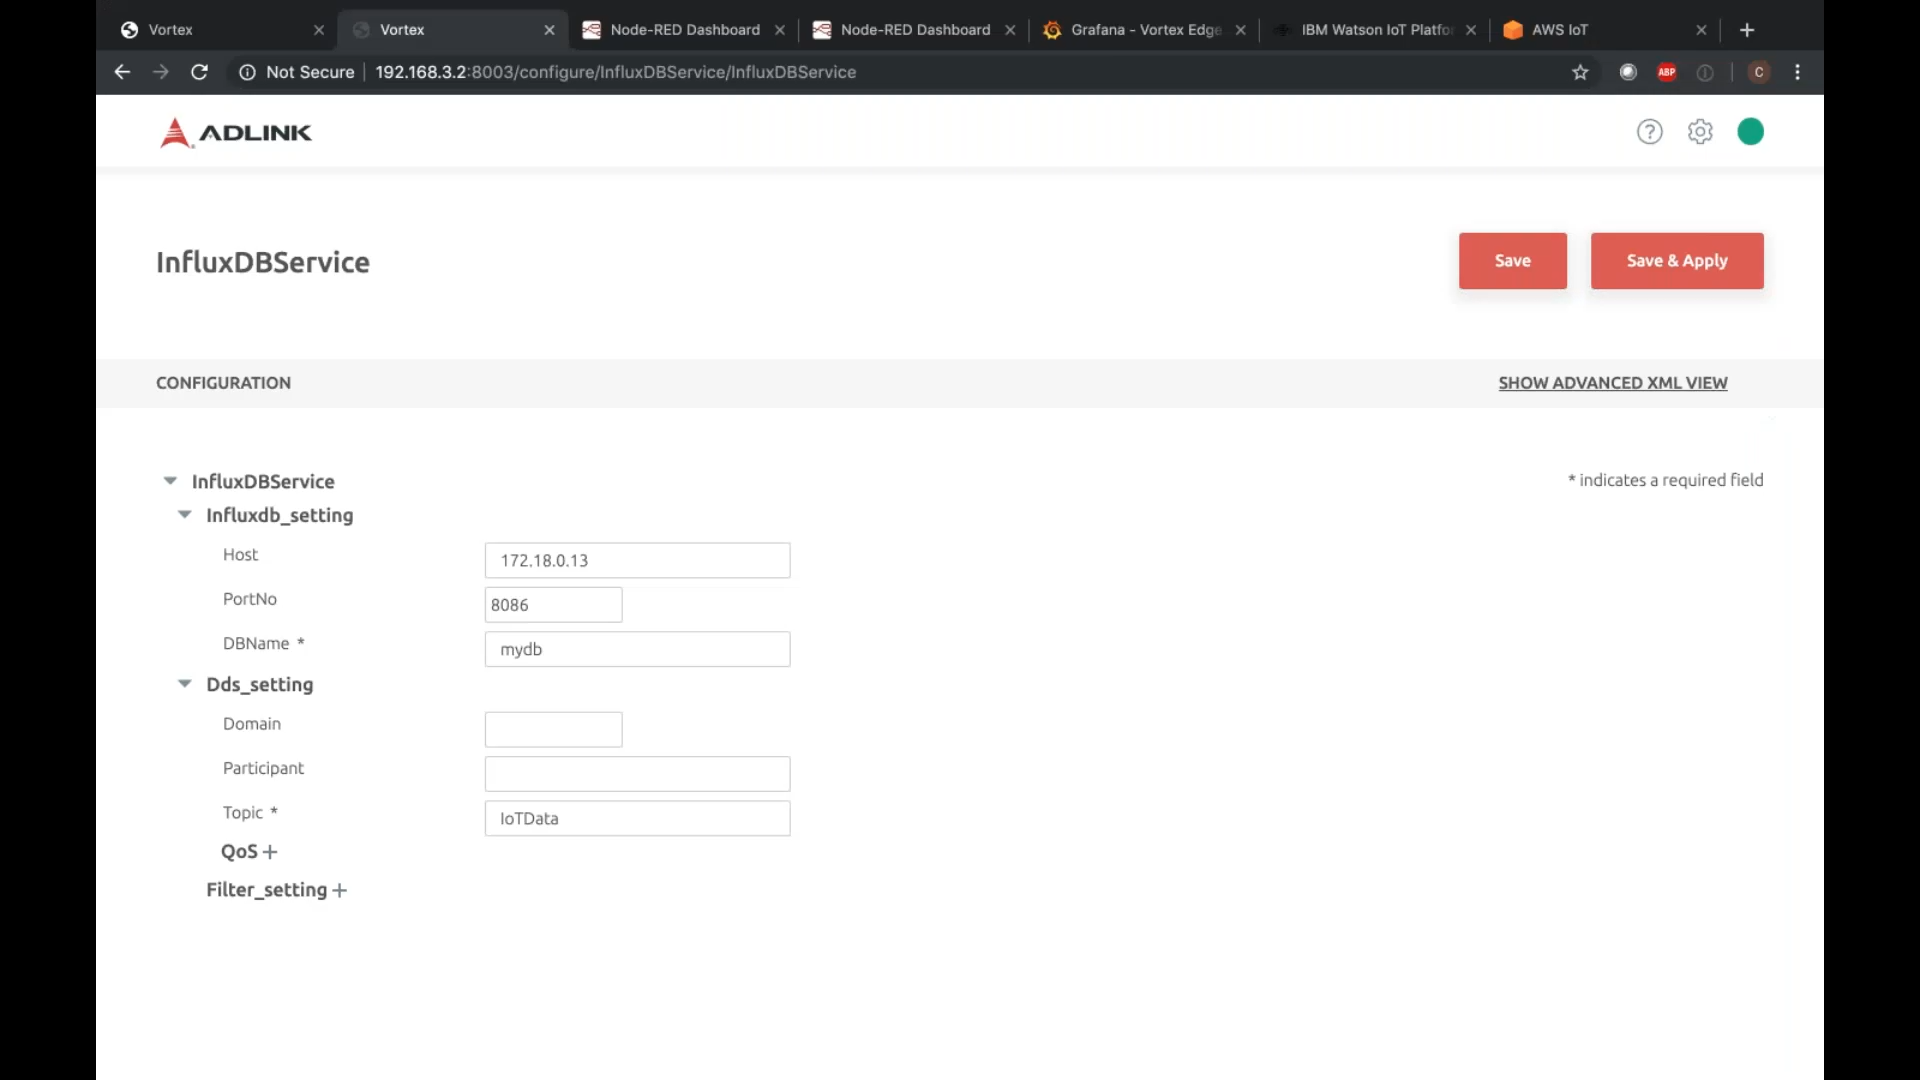 Vortex
Vortex
Node-RED Dashboard
Node-RED Dashboard
Grafana - Vortex Edge
IBM Watson IoT Platfo
AWS IoT
Not Secure
192.168.3.2:8003/configure/InfluxDBService/InfluxDBService
ABP
C
ADLINK
InfluxDBService
Save
Save & Apply
CONFIGURATION
SHOW ADVANCED XML VIEW
InfluxDBService
* indicates a required field
Influxdb_setting
Host
172.18.0.13
PortNo
8086
DBName *
mydb
Dds_setting
Domain
Participant
Topic *
IoTData
QoS +
Filter_setting +